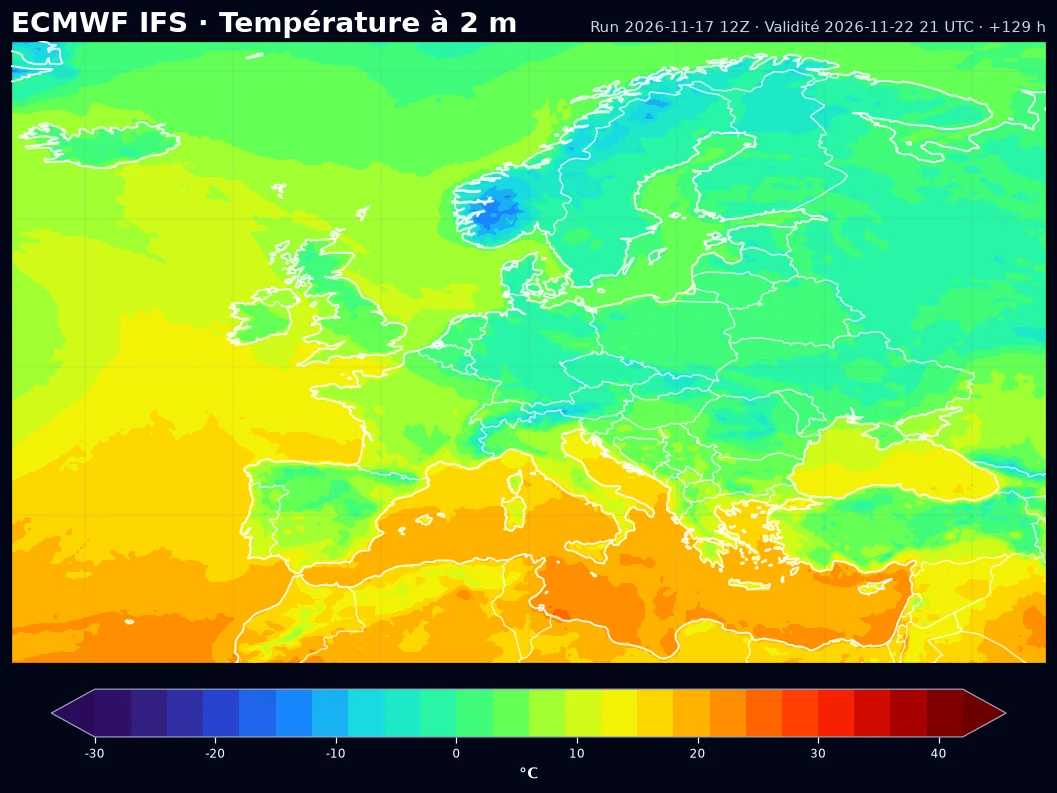 ECMWF IFS · Température à 2 m
Run 2026-11-17 12Z · Validité 2026-11-22 21 UTC · +129 h
-30 -20 -10 0 10 20 30 40
°C